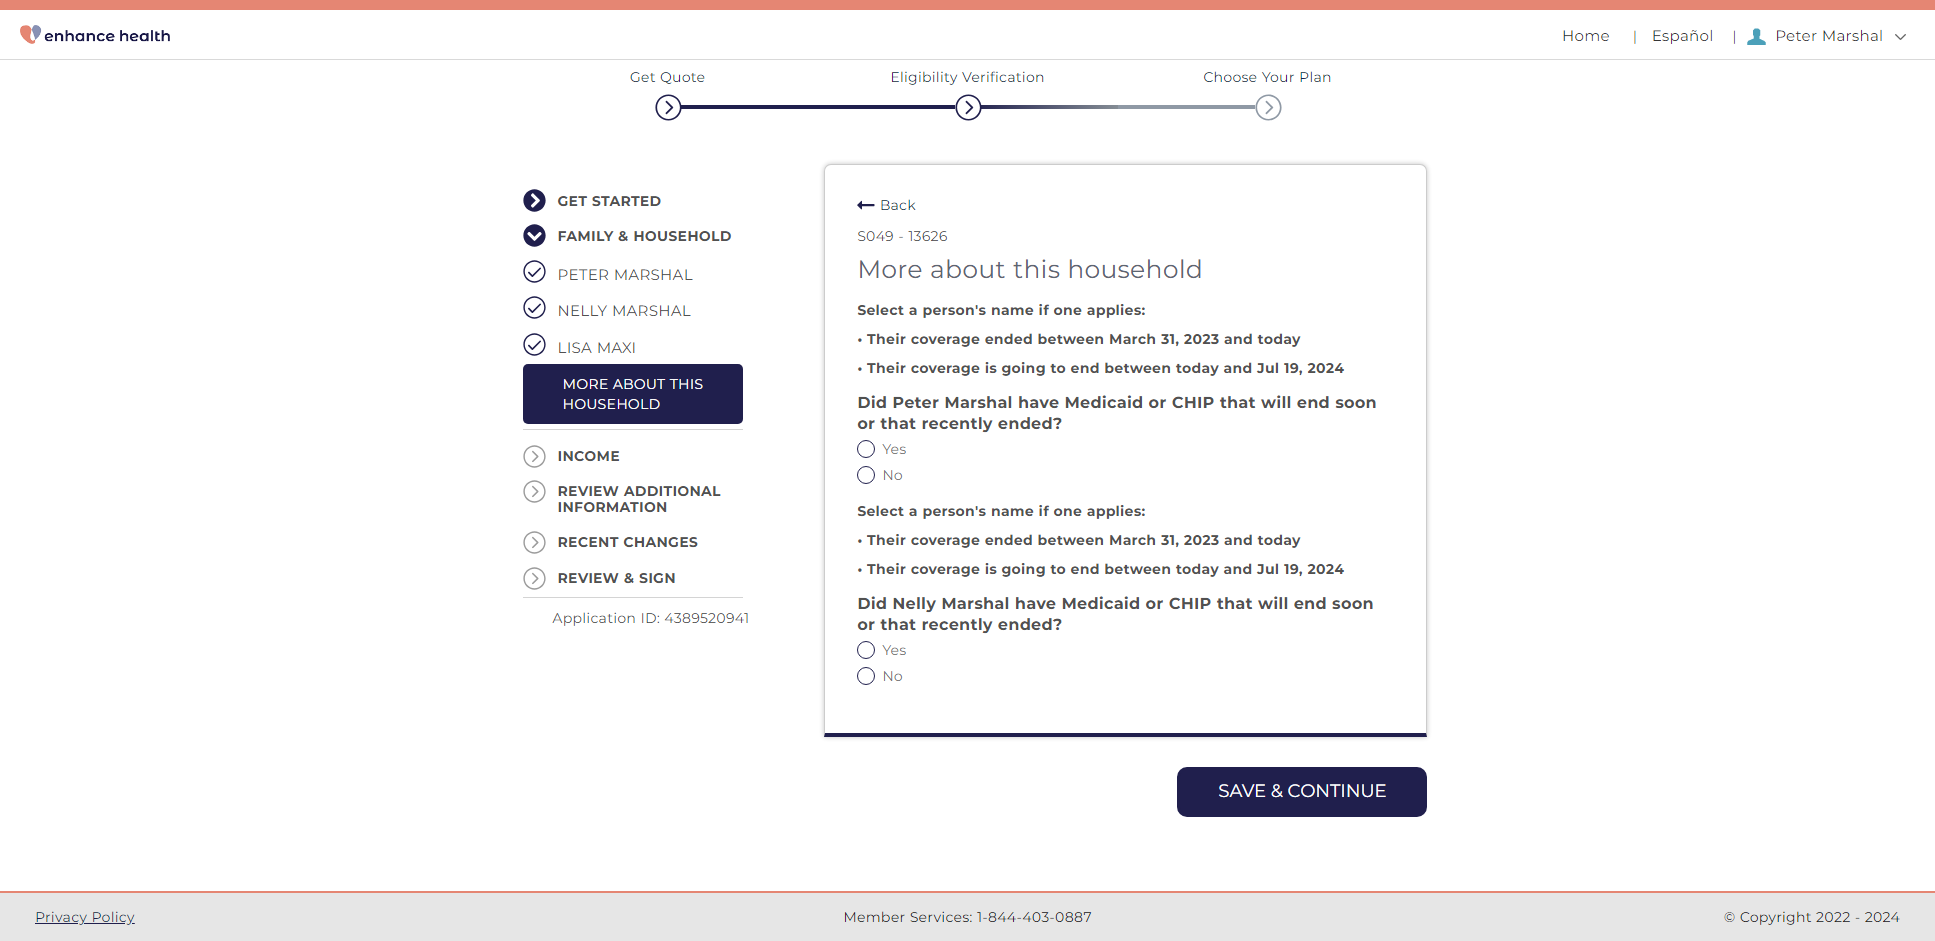 enhance health
Home | Español | Peter Marshal
Get Quote
Eligibility Verification
Choose Your Plan
GET STARTED
FAMILY & HOUSEHOLD
PETER MARSHAL
NELLY MARSHAL
LISA MAXI
MORE ABOUT THIS
HOUSEHOLD
INCOME
REVIEW ADDITIONAL
INFORMATION
RECENT CHANGES
REVIEW & SIGN
Application ID: 4389520941
Back
S049 - 13626
More about this household
Select a person's name if one applies:
• Their coverage ended between March 31, 2023 and today
• Their coverage is going to end between today and Jul 19, 2024
Did Peter Marshal have Medicaid or CHIP that will end soon
or that recently ended?
Yes
No
Select a person's name if one applies:
• Their coverage ended between March 31, 2023 and today
• Their coverage is going to end between today and Jul 19, 2024
Did Nelly Marshal have Medicaid or CHIP that will end soon
or that recently ended?
Yes
No
SAVE & CONTINUE
Privacy Policy
Member Services: 1-844-403-0887
© Copyright 2022 - 2024